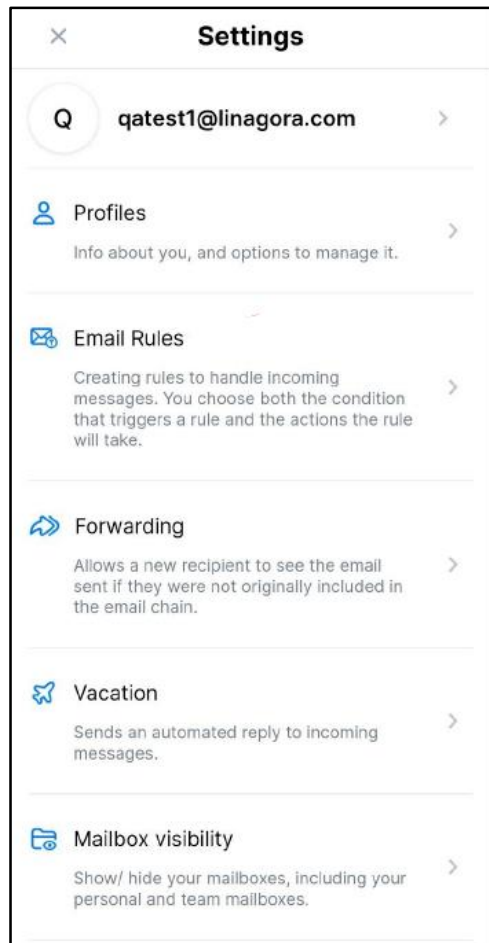 Settings
Q
qatest1@linagora.com
Profiles
Info about you, and options to manage it.
Email Rules
Creating rules to handle incoming
messages. You choose both the condition
that triggers a rule and the actions the rule
will take.
Forwarding
Allows a new recipient to see the email
sent if they were not originally included in
the email chain.
Vacation
Sends an automated reply to incoming
messages.
Mailbox visibility
Show/ hide your mailboxes, including your
personal and team mailboxes.